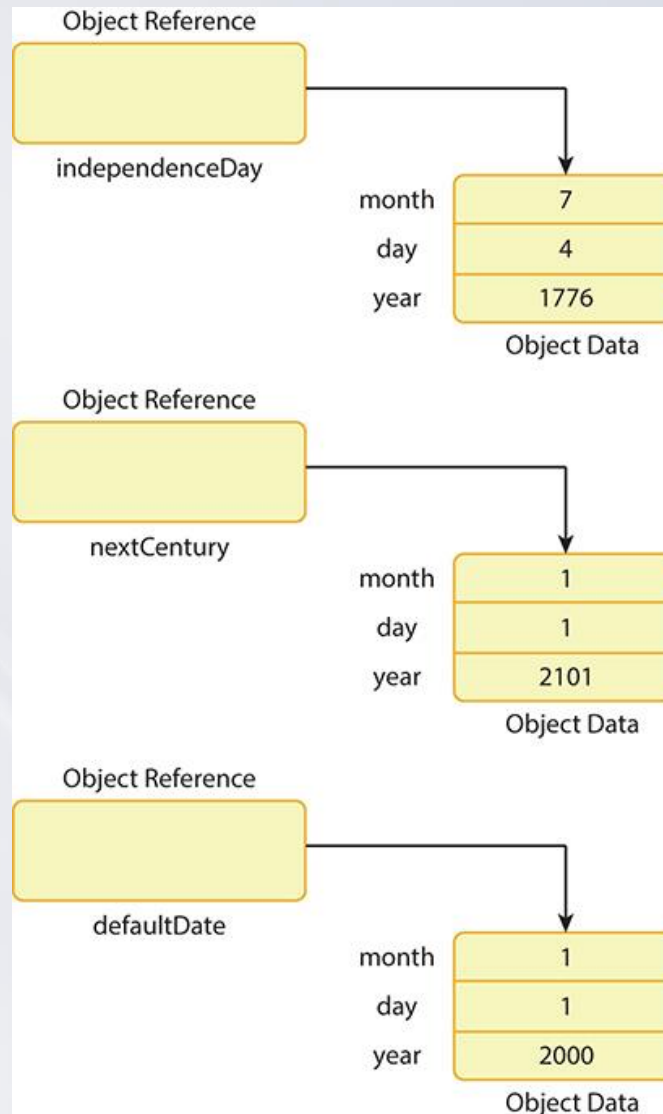 Object Reference
independenceDay
month 7
day 4
year 1776
Object Data
Object Reference
nextCentury
month 1
day 1
year 2101
Object Data
Object Reference
defaultDate
month 1
day 1
year 2000
Object Data